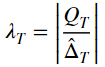 λ_T = |Q_T / Δ̂_T|